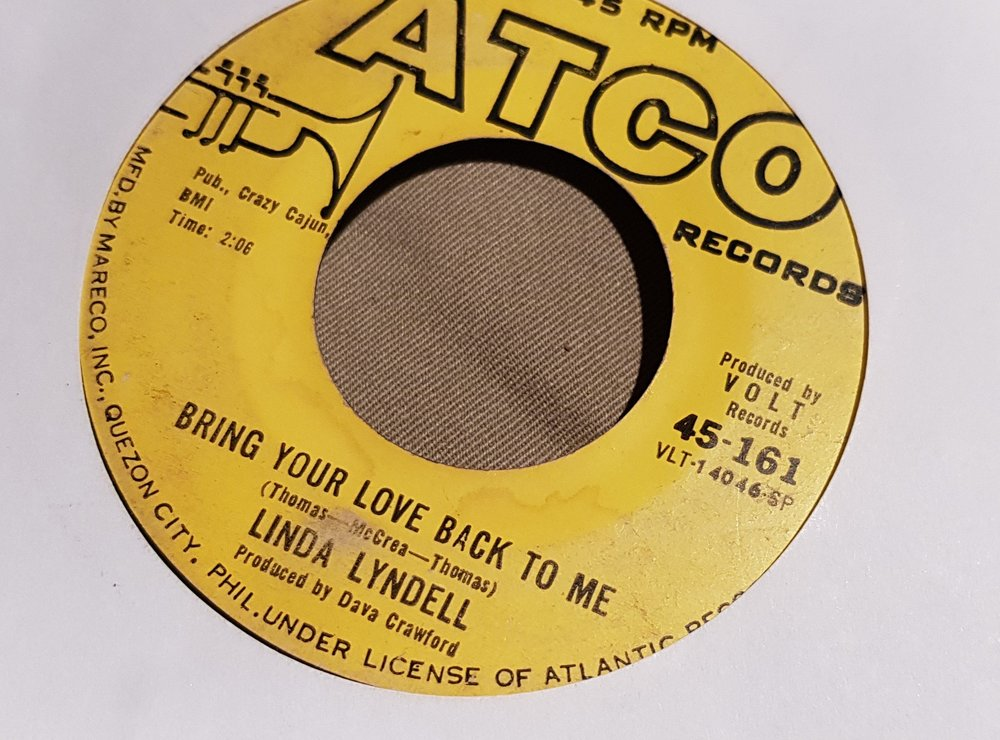 45 RPM
ATCO
RECORDS
Pub., Crazy Cajun,
BMI
Time: 2:06
Produced by
VOLT
Records
45-161
VLT-14046-SP
BRING YOUR LOVE BACK TO ME
(Thomas—McCrea—Thomas)
LINDA LYNDELL
Produced by Dava Crawford
MFD. BY MARECO, INC., QUEZON CITY, PHIL. UNDER LICENSE OF ATLANTIC